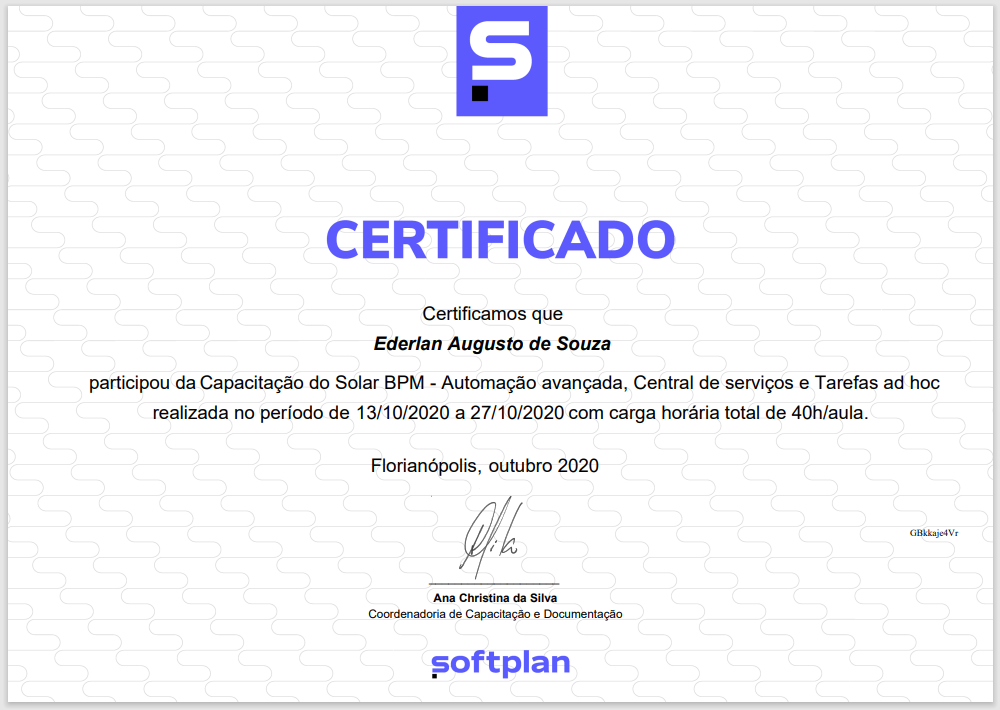 S
CERTIFICADO
Certificamos que
Ederlan Augusto de Souza
participou da Capacitação do Solar BPM - Automação avançada, Central de serviços e Tarefas ad hoc
realizada no período de 13/10/2020 a 27/10/2020 com carga horária total de 40h/aula.
Florianópolis, outubro 2020
GBkkaje4Vr
Ana Christina da Silva
Coordenadoria de Capacitação e Documentação
softplan